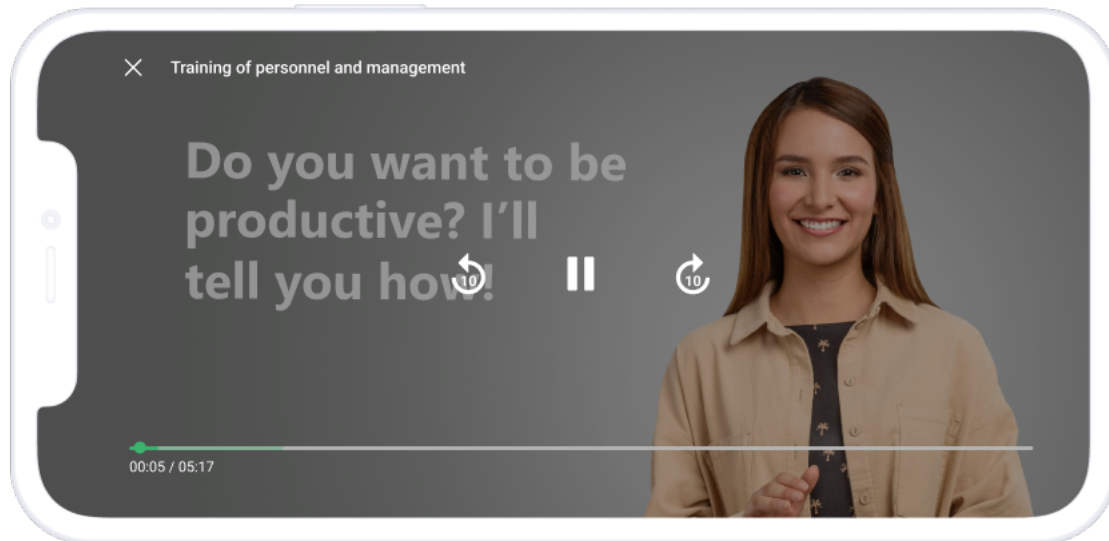 Training of personnel and management
Do you want to be
productive? I’ll
tell you how!
10
10
00:05 / 05:17